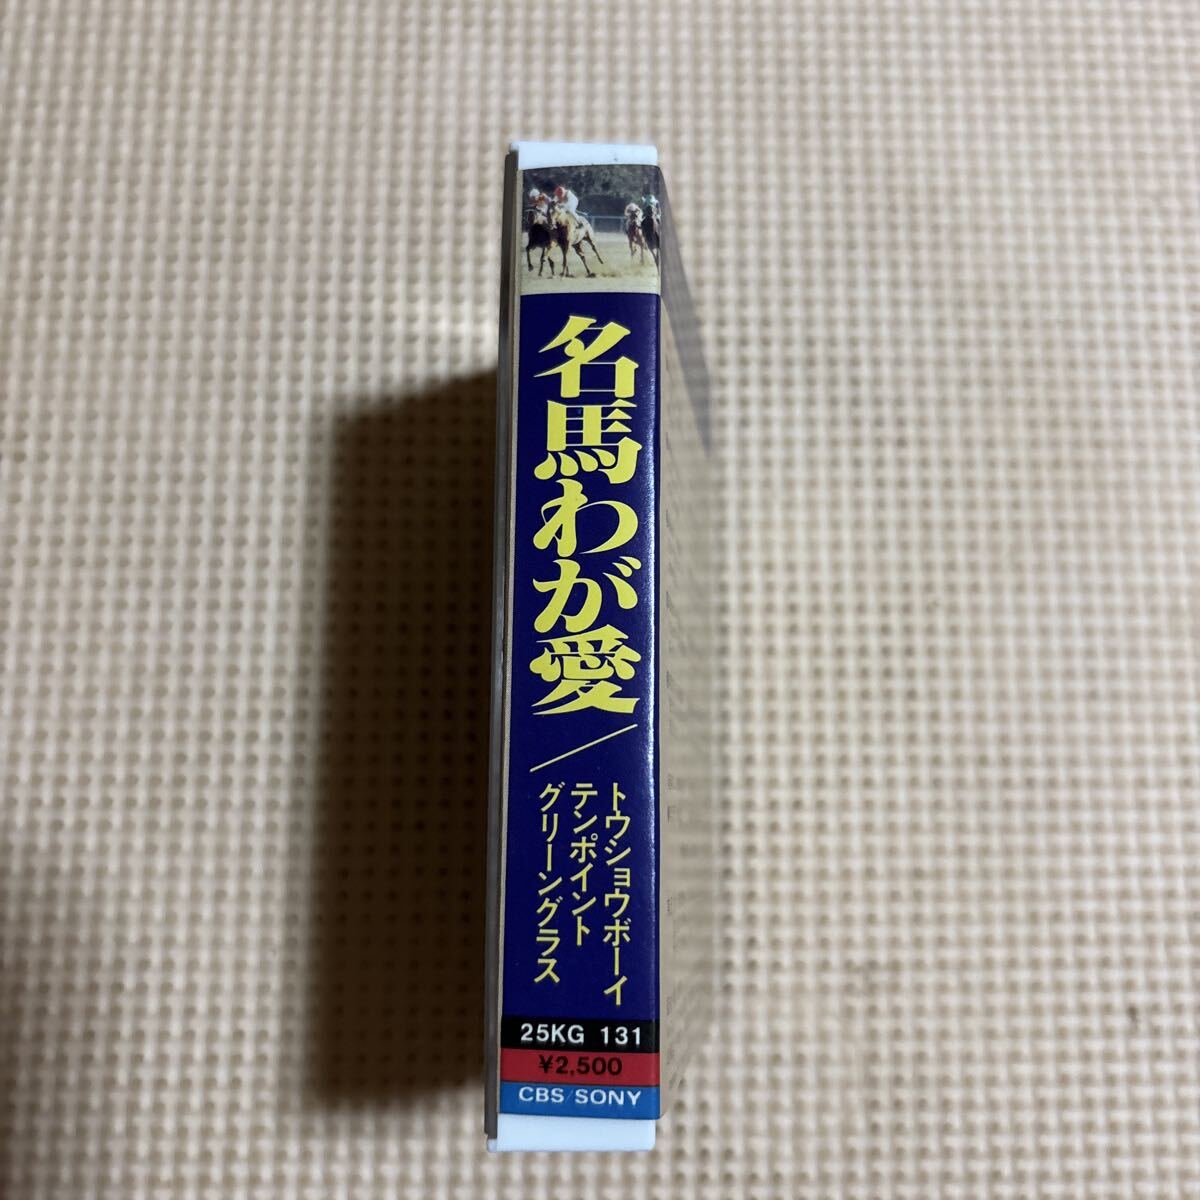 名馬わが愛／
トウショウボーイ
テンポイント
グリーングラス
25KG 131
¥2,500
CBS/SONY